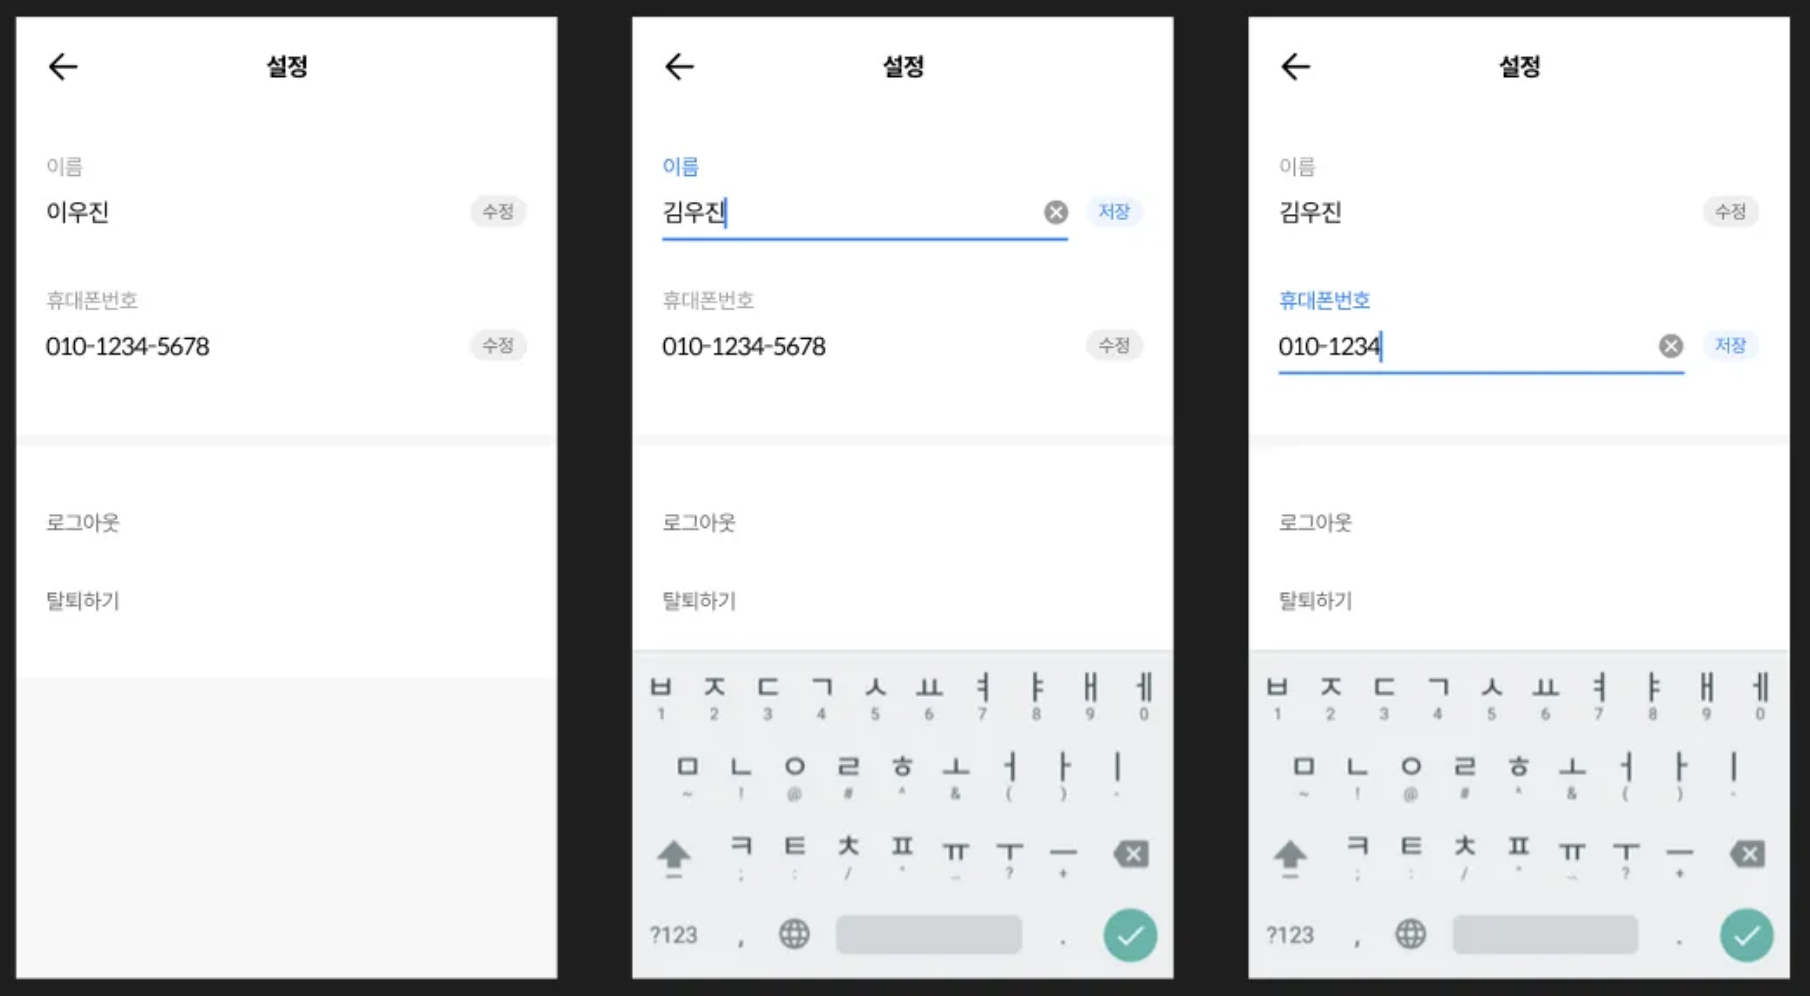 설정
이름
이우진 수정
휴대폰번호
010-1234-5678 수정
로그아웃
탈퇴하기
설정
이름
김우진 저장
휴대폰번호
010-1234-5678 수정
로그아웃
탈퇴하기
ㅂ ㅈ ㄷ ㄱ ㅅ ㅛ ㅕ ㅑ ㅐ ㅔ
1 2 3 4 5 6 7 8 9 0
ㅁ ㄴ ㅇ ㄹ ㅎ ㅗ ㅓ ㅏ ㅣ
~ ! @ # ^ & ( )
ㅋ ㅌ ㅊ ㅍ ㅠ ㅜ ㅡ
; : / ?
?123 , .
설정
이름
김우진 수정
휴대폰번호
010-1234 저장
로그아웃
탈퇴하기
ㅂ ㅈ ㄷ ㄱ ㅅ ㅛ ㅕ ㅑ ㅐ ㅔ
1 2 3 4 5 6 7 8 9 0
ㅁ ㄴ ㅇ ㄹ ㅎ ㅗ ㅓ ㅏ ㅣ
~ ! @ # ^ & ( )
ㅋ ㅌ ㅊ ㅍ ㅠ ㅜ ㅡ
; : / ?
?123 , .